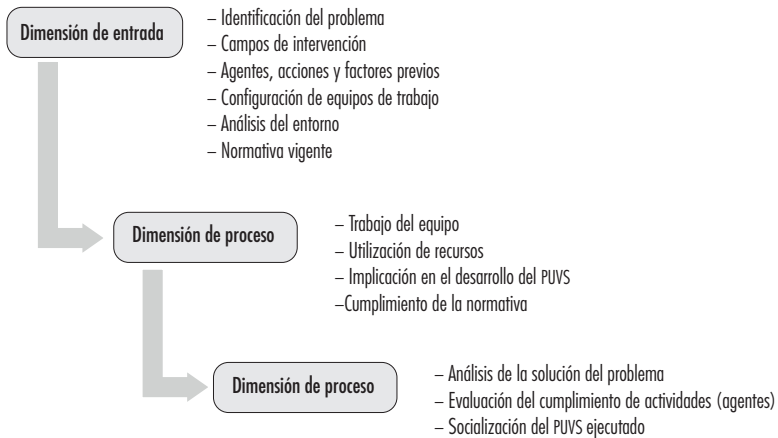 Dimensión de entrada
– Identificación del problema
– Campos de intervención
– Agentes, acciones y factores previos
– Configuración de equipos de trabajo
– Análisis del entorno
– Normativa vigente
Dimensión de proceso
– Trabajo del equipo
– Utilización de recursos
– Implicación en el desarrollo del PUVS
–Cumplimiento de la normativa
Dimensión de proceso
– Análisis de la solución del problema
– Evaluación del cumplimiento de actividades (agentes)
– Socialización del PUVS ejecutado